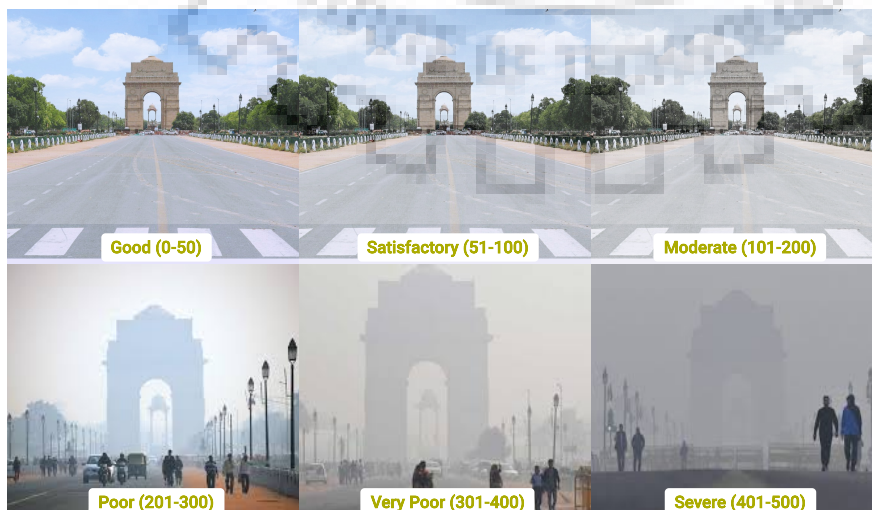 Good (0-50)
Satisfactory (51-100)
Moderate (101-200)
Poor (201-300)
Very Poor (301-400)
Severe (401-500)